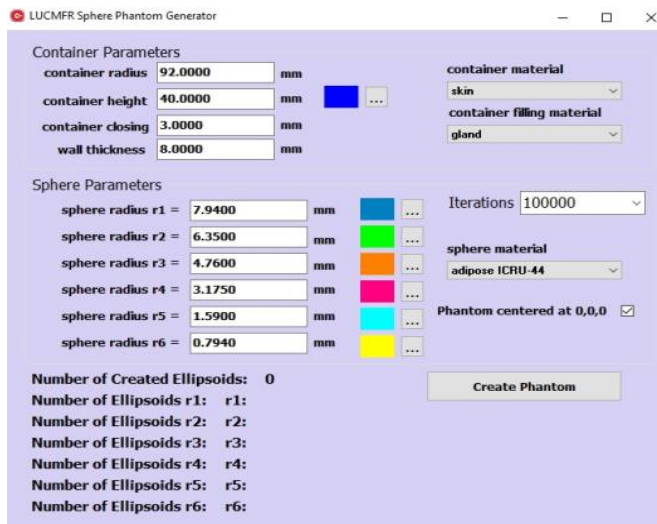 LUCMFR Sphere Phantom Generator
Container Parameters
container radius 92.0000 mm
container height 40.0000 mm ...
container closing 3.0000 mm
wall thickness 8.0000 mm
container material
skin
container filling material
gland
Sphere Parameters
sphere radius r1 = 7.9400 mm ...
sphere radius r2 = 6.3500 mm ...
sphere radius r3 = 4.7600 mm ...
sphere radius r4 = 3.1750 mm ...
sphere radius r5 = 1.5900 mm ...
sphere radius r6 = 0.7940 mm ...
Iterations 100000
sphere material
adipose ICRU-44
Phantom centered at 0,0,0
Number of Created Ellipsoids: 0
Number of Ellipsoids r1: r1:
Number of Ellipsoids r2: r2:
Number of Ellipsoids r3: r3:
Number of Ellipsoids r4: r4:
Number of Ellipsoids r5: r5:
Number of Ellipsoids r6: r6:
Create Phantom